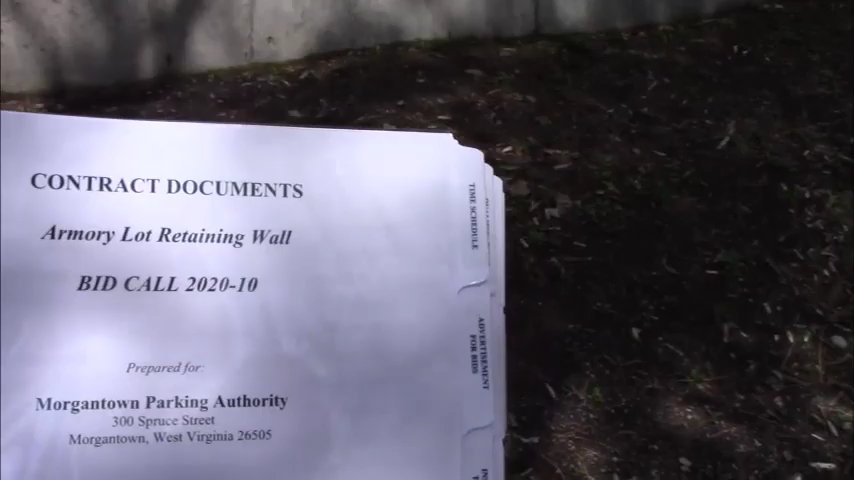 CONTRACT DOCUMENTS
Armory Lot Retaining Wall
BID CALL 2020-10
Prepared for:
Morgantown Parking Authority
300 Spruce Street
Morgantown, West Virginia 26505
TIME SCHEDULE
ADVERTISEMENT
FOR BIDS